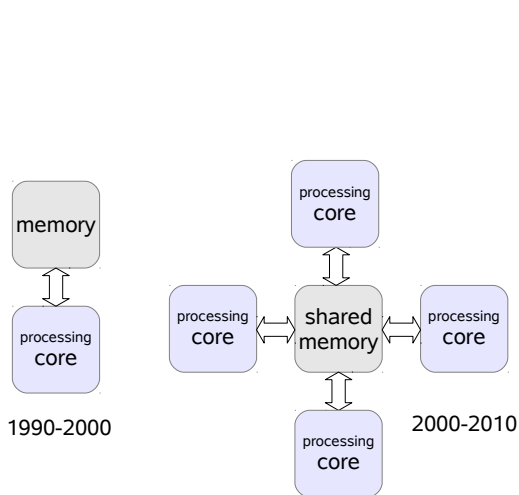 memory
processing
core
1990-2000
processing
core
processing
core
shared
memory
processing
core
processing
core
2000-2010